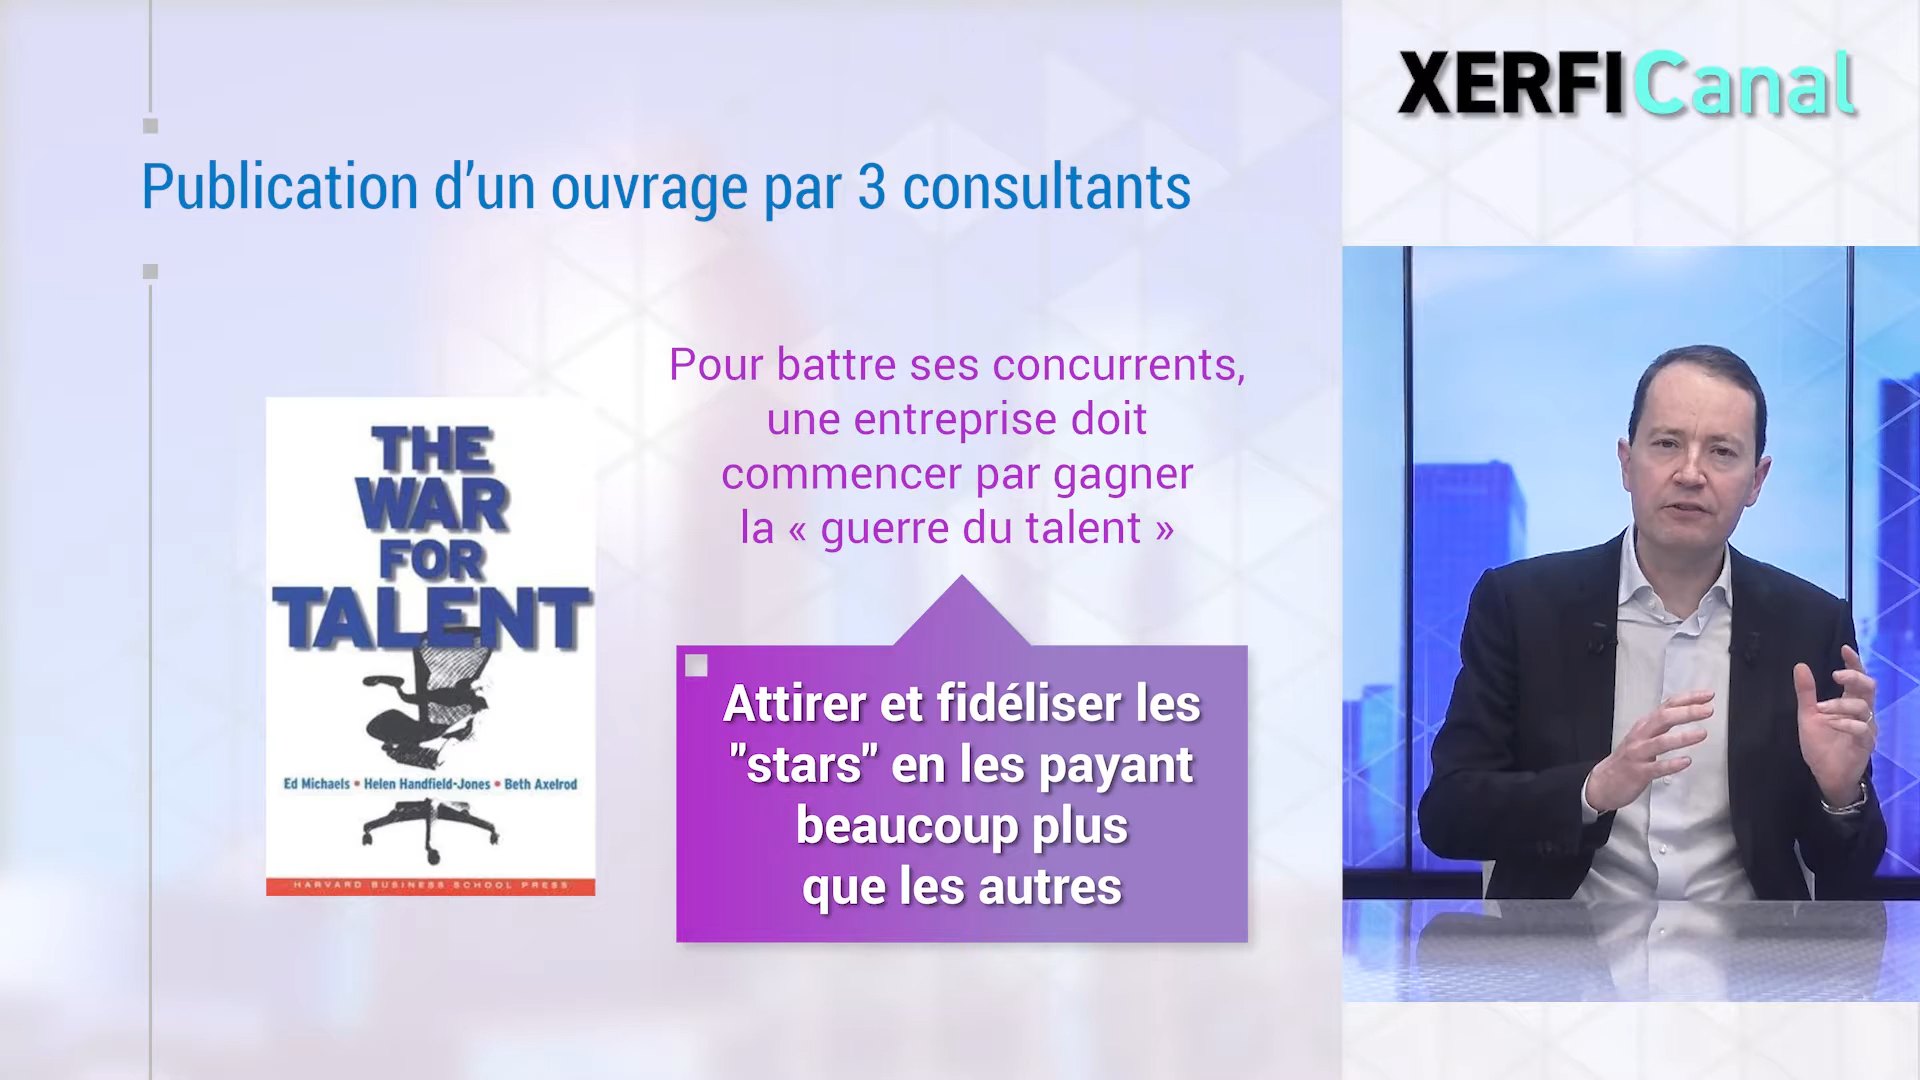 XERFI Canal
Publication d’un ouvrage par 3 consultants
Pour battre ses concurrents,
une entreprise doit
commencer par gagner
la « guerre du talent »
THE
WAR
FOR
TALENT
Ed Michaels • Helen Handfield-Jones • Beth Axelrod
HARVARD BUSINESS SCHOOL PRESS
Attirer et fidéliser les
"stars" en les payant
beaucoup plus
que les autres